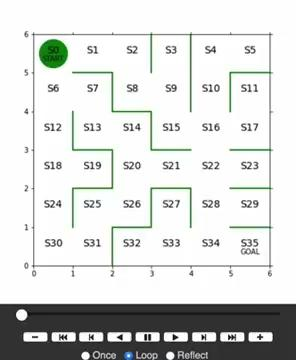 6
S0 S1 S2 S3 S4 S5
START
5
S6 S7 S8 S9 S10 S11
4
S12 S13 S14 S15 S16 S17
3
S18 S19 S20 S21 S22 S23
2
S24 S25 S26 S27 S28 S29
1
S30 S31 S32 S33 S34 S35
GOAL
0
0 1 2 3 4 5 6
Once Loop Reflect